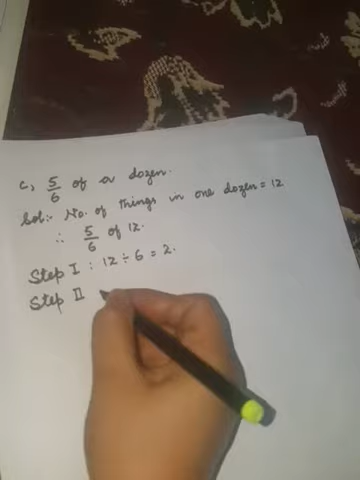 c, 5/6 of a dozen.
Sol:- No. of things in one dozen = 12
∴ 5/6 of 12.
Step I : 12 ÷ 6 = 2.
Step II